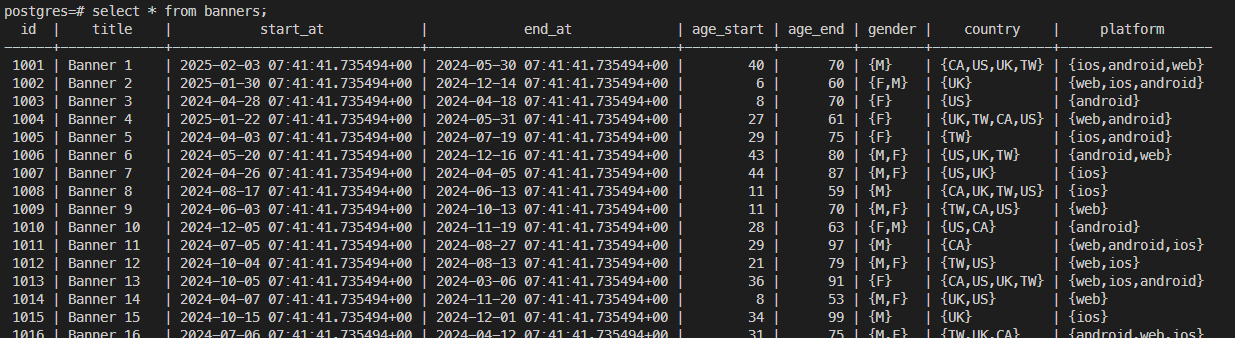 postgres=# select * from banners;
  id  |   title   |           start_at            |            end_at             | age_start | age_end | gender |    country    |     platform
------+-----------+-------------------------------+-------------------------------+-----------+---------+--------+---------------+-------------------
 1001 | Banner 1  | 2025-02-03 07:41:41.735494+00 | 2024-05-30 07:41:41.735494+00 |        40 |      70 | {M}    | {CA,US,UK,TW} | {ios,android,web}
 1002 | Banner 2  | 2025-01-30 07:41:41.735494+00 | 2024-12-14 07:41:41.735494+00 |         6 |      60 | {F,M}  | {UK}          | {web,ios,android}
 1003 | Banner 3  | 2024-04-28 07:41:41.735494+00 | 2024-04-18 07:41:41.735494+00 |         8 |      70 | {F}    | {US}          | {android}
 1004 | Banner 4  | 2025-01-22 07:41:41.735494+00 | 2024-05-31 07:41:41.735494+00 |        27 |      61 | {F}    | {UK,TW,CA,US} | {web,android}
 1005 | Banner 5  | 2024-04-03 07:41:41.735494+00 | 2024-07-19 07:41:41.735494+00 |        29 |      75 | {F}    | {TW}          | {ios,android}
 1006 | Banner 6  | 2024-05-20 07:41:41.735494+00 | 2024-12-16 07:41:41.735494+00 |        43 |      80 | {M,F}  | {US,UK,TW}    | {android,web}
 1007 | Banner 7  | 2024-04-26 07:41:41.735494+00 | 2024-04-05 07:41:41.735494+00 |        44 |      87 | {M,F}  | {US,UK}       | {ios}
 1008 | Banner 8  | 2024-08-17 07:41:41.735494+00 | 2024-06-13 07:41:41.735494+00 |        11 |      59 | {M}    | {CA,UK,TW,US} | {ios}
 1009 | Banner 9  | 2024-06-03 07:41:41.735494+00 | 2024-10-13 07:41:41.735494+00 |        11 |      70 | {M,F}  | {TW,CA,US}    | {web}
 1010 | Banner 10 | 2024-12-05 07:41:41.735494+00 | 2024-11-19 07:41:41.735494+00 |        28 |      63 | {F,M}  | {US,CA}       | {android}
 1011 | Banner 11 | 2024-07-05 07:41:41.735494+00 | 2024-08-27 07:41:41.735494+00 |        29 |      97 | {M}    | {CA}          | {web,android,ios}
 1012 | Banner 12 | 2024-10-04 07:41:41.735494+00 | 2024-08-13 07:41:41.735494+00 |        21 |      79 | {M,F}  | {TW,US}       | {web,ios}
 1013 | Banner 13 | 2024-10-05 07:41:41.735494+00 | 2024-03-06 07:41:41.735494+00 |        36 |      91 | {F}    | {CA,US,UK,TW} | {web,ios,android}
 1014 | Banner 14 | 2024-04-07 07:41:41.735494+00 | 2024-11-20 07:41:41.735494+00 |         8 |      53 | {M,F}  | {UK,US}       | {web}
 1015 | Banner 15 | 2024-10-15 07:41:41.735494+00 | 2024-12-01 07:41:41.735494+00 |        34 |      99 | {M}    | {UK}          | {ios}
 1016 | Banner 16 | 2024-07-06 07:41:41.735494+00 | 2024-04-12 07:41:41.735494+00 |        31 |      75 | {M,F}  | {TW,UK,CA}    | {android,web,ios}